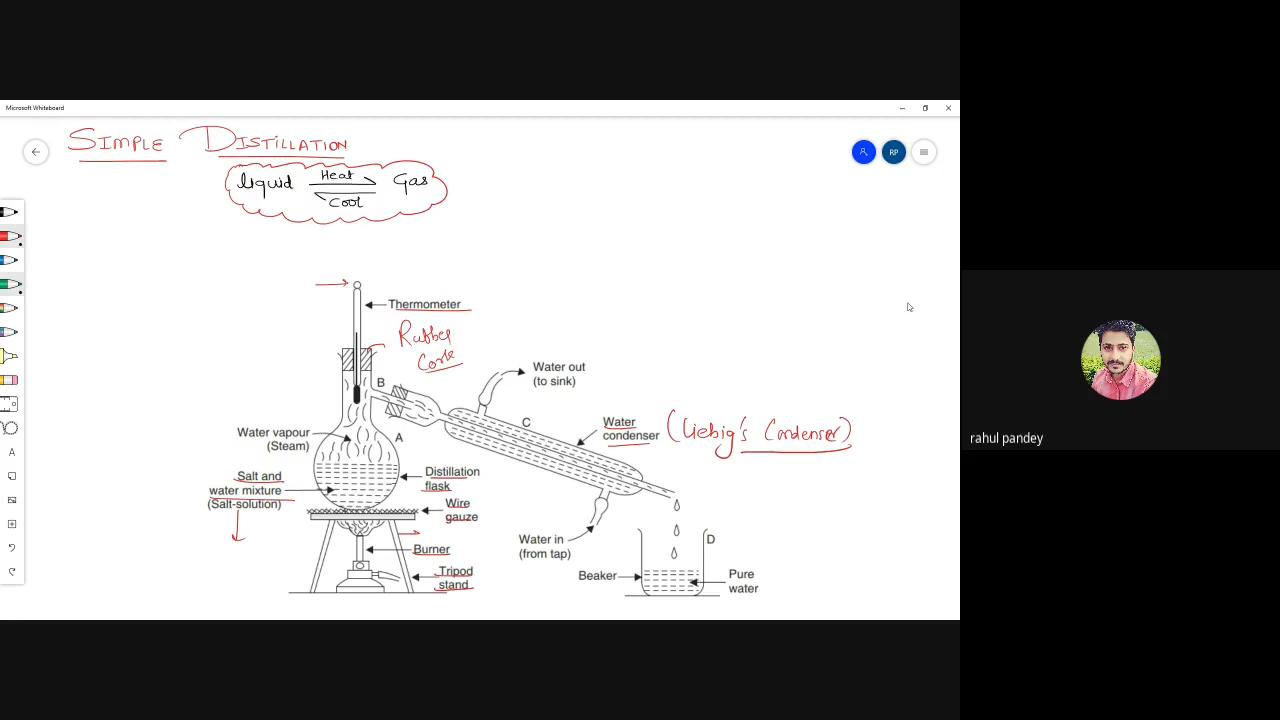 Microsoft Whiteboard
SIMPLE DISTILLATION
RP
liquid Heat Gas
Cool
A
Thermometer
Rubber
Cork
B
Water out
(to sink)
C
Water
condenser (Liebig's Condenser)
Water vapour
(Steam)
A
Salt and
water mixture
(Salt-solution)
Distillation
flask
Wire
gauze
Water in
(from tap)
D
Burner
Tripod
stand
Beaker
Pure
water
rahul pandey